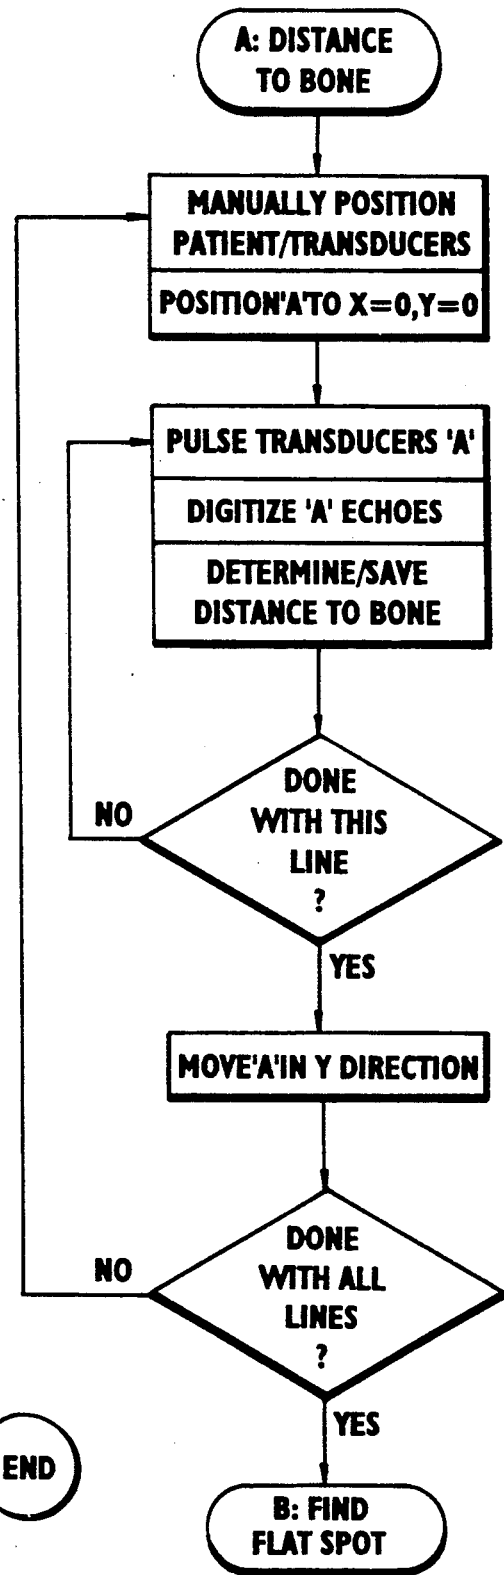 A: DISTANCE
TO BONE
MANUALLY POSITION
PATIENT/TRANSDUCERS
POSITION'A'TO X=0,Y=0
PULSE TRANSDUCERS 'A'
DIGITIZE 'A' ECHOES
DETERMINE/SAVE
DISTANCE TO BONE
DONE
WITH THIS
LINE
?
NO
YES
MOVE'A'IN Y DIRECTION
DONE
WITH ALL
LINES
?
NO
YES
END
B: FIND
FLAT SPOT